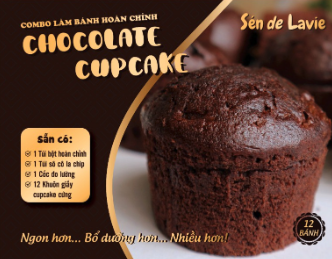 COMBO LÀM BÁNH HOÀN CHỈNH
CHOCOLATE
CUPCAKE
Sên de Lavie
Sẵn có:
1 Túi bột hoàn chỉnh
1 Túi sô cô la chip
1 Cốc đo lường
12 Khuôn giấy
cupcake cứng
12
BÁNH
Ngon hơn... Bổ dưỡng hơn... Nhiều hơn!